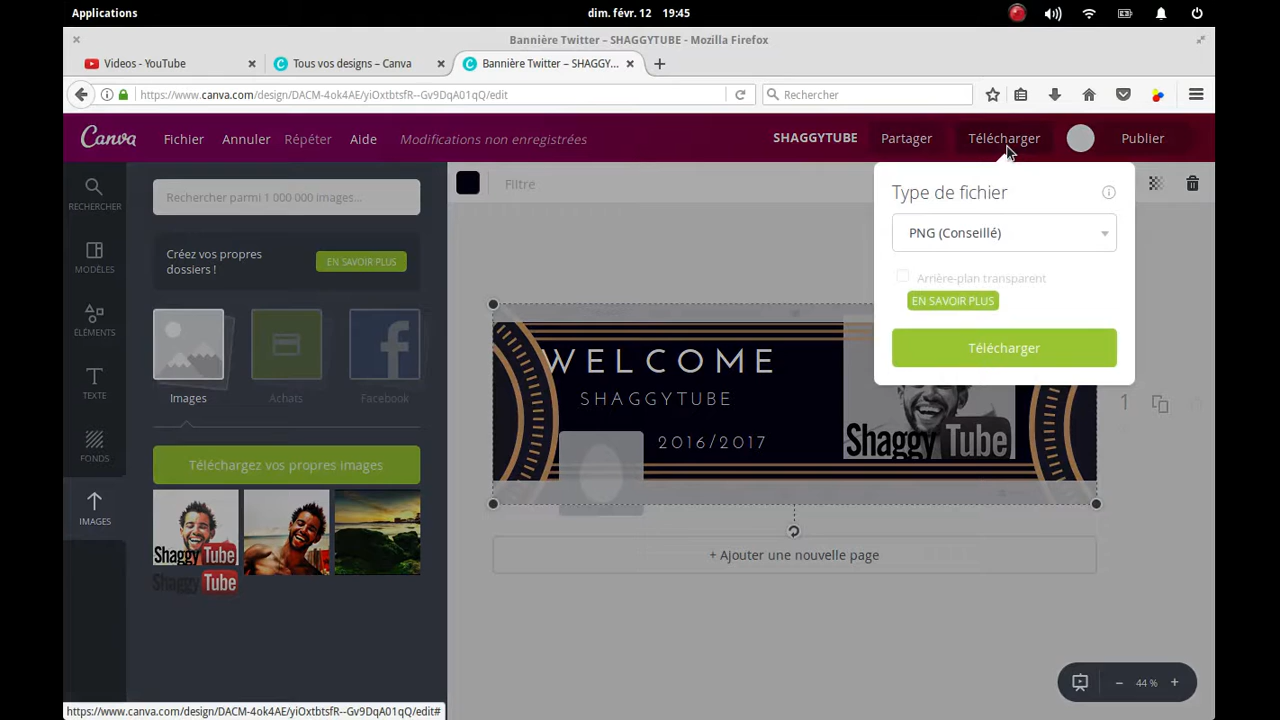 Applications
dim. févr. 12 19:45
Bannière Twitter – SHAGGYTUBE - Mozilla Firefox
Videos - YouTube
Tous vos designs – Canva
Bannière Twitter – SHAGGY...
https://www.canva.com/design/DACM-4ok4AE/yiOxtbtsfR--Gv9DqA01qQ/edit
Rechercher
Canva
Fichier
Annuler
Répéter
Aide
Modifications non enregistrées
SHAGGYTUBE
Partager
Télécharger
Publier
RECHERCHER
MODÈLES
ÉLÉMENTS
TEXTE
FONDS
IMAGES
Rechercher parmi 1 000 000 images...
Créez vos propres
dossiers !
EN SAVOIR PLUS
Images
Achats
Facebook
Téléchargez vos propres images
Shaggy Tube
Shaggy Tube
Filtre
Type de fichier
PNG (Conseillé)
Arrière-plan transparent
EN SAVOIR PLUS
Télécharger
WELCOME
SHAGGYTUBE
2016/2017
Shaggy Tube
1
+ Ajouter une nouvelle page
44 %
https://www.canva.com/design/DACM-4ok4AE/yiOxtbtsfR--Gv9DqA01qQ/edit#